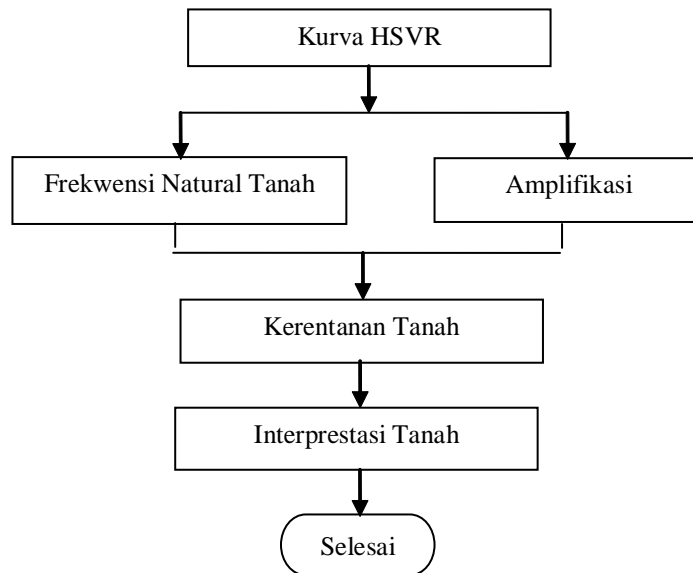 Kurva HSVR
Frekwensi Natural Tanah
Amplifikasi
Kerentanan Tanah
Interprestasi Tanah
Selesai